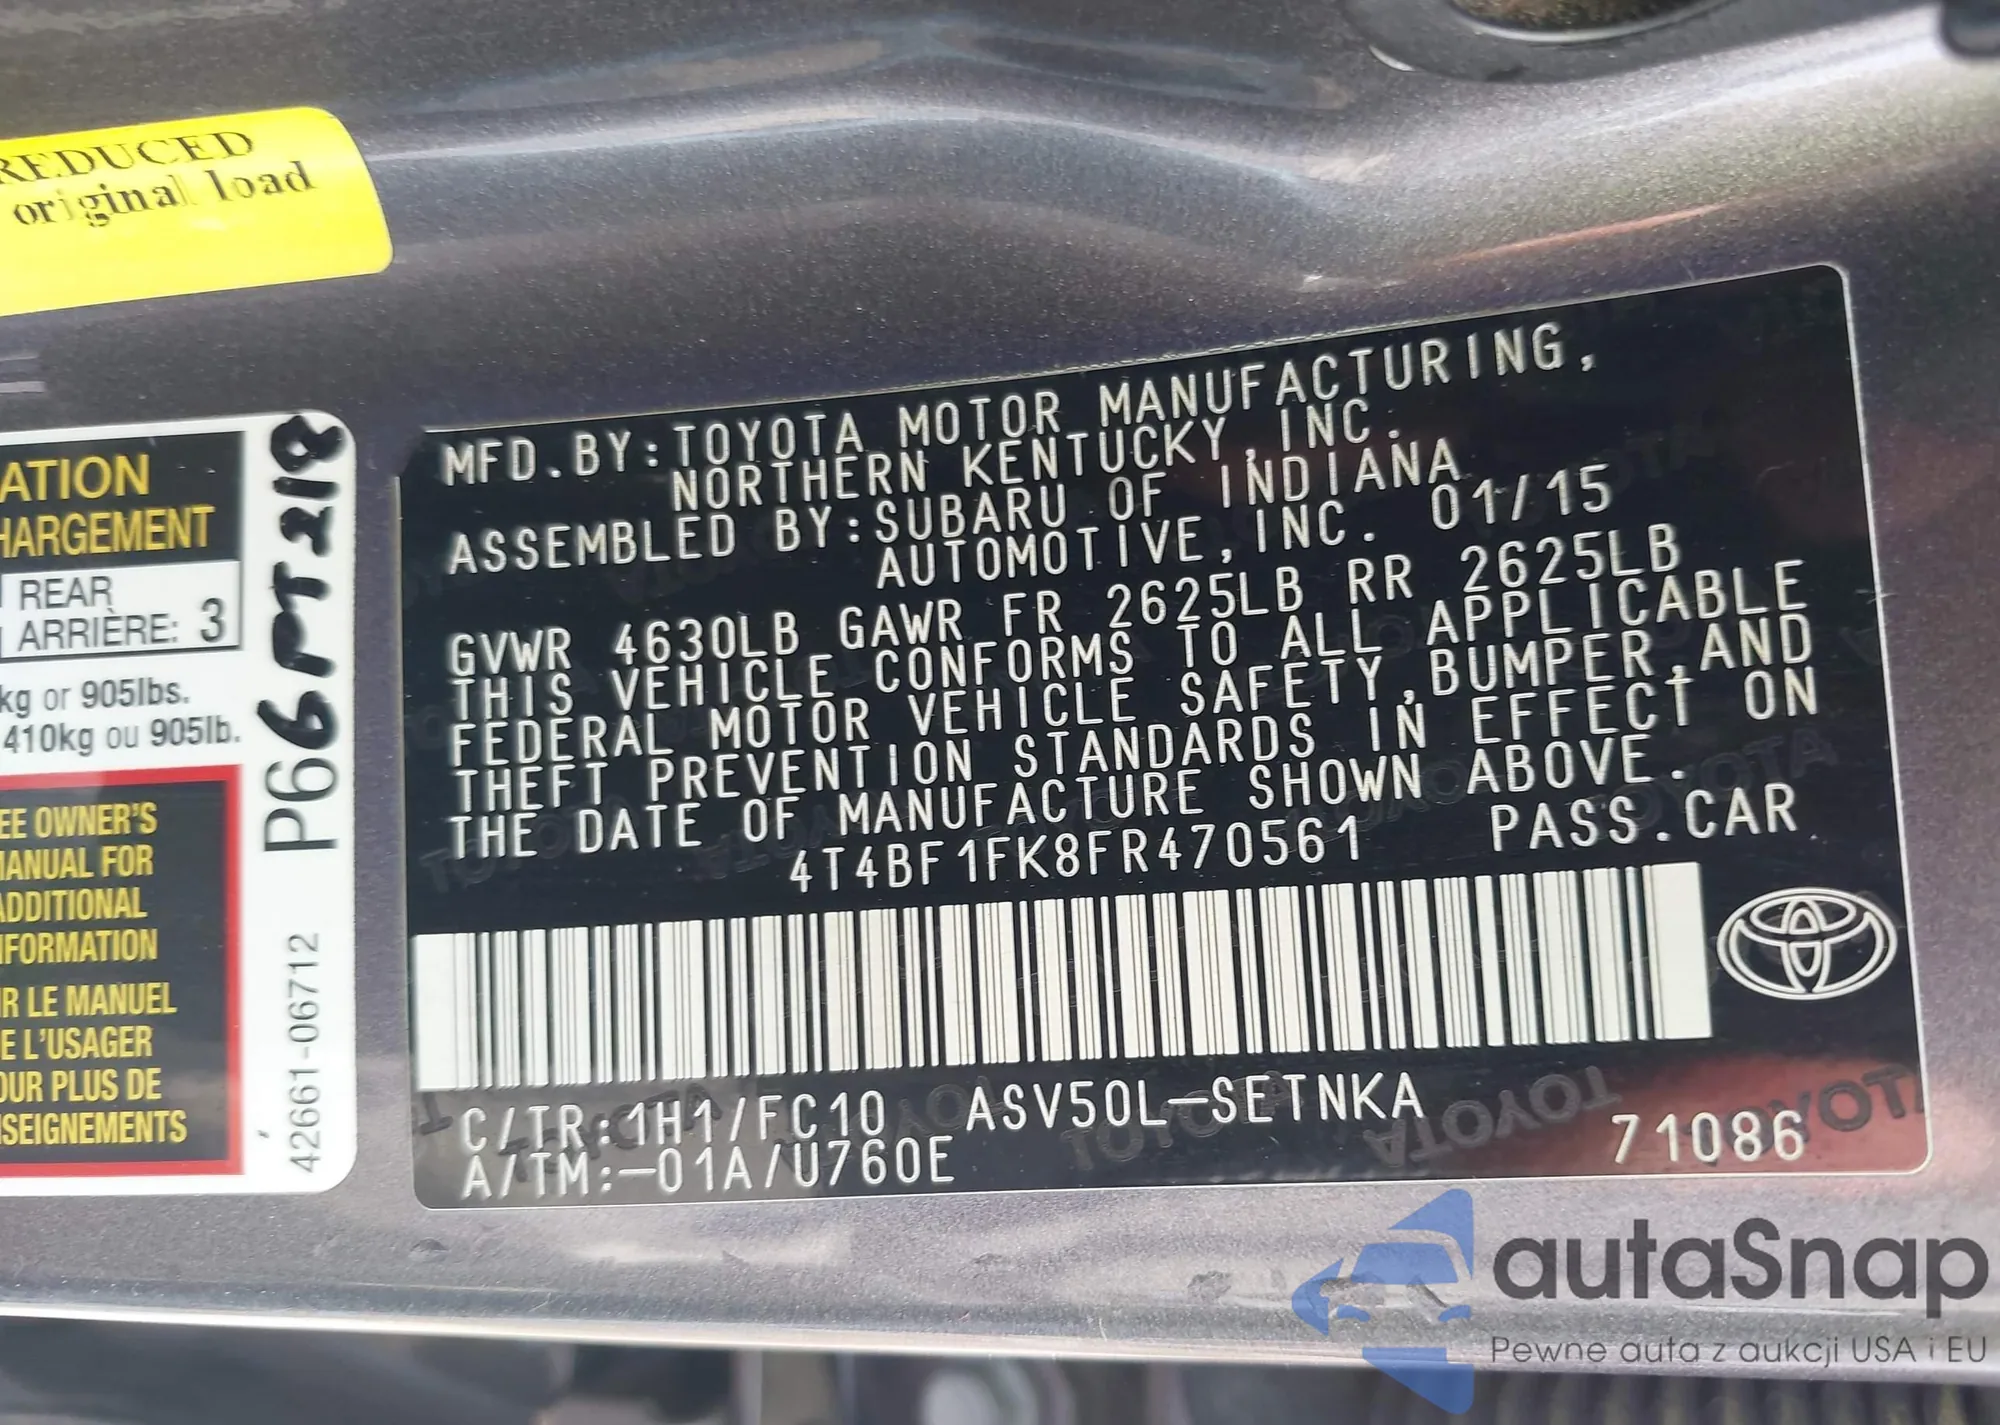 REDUCED
original load
ATION
HARGEMENT
REAR
ARRIÈRE: 3
kg or 905lbs.
410kg ou 905lb.
EE OWNER'S
MANUAL FOR
ADDITIONAL
NFORMATION
R LE MANUEL
E L'USAGER
OUR PLUS DE
NSEIGNEMENTS
P66PT218
42661-06712
MFD.BY:TOYOTA MOTOR MANUFACTURING,
NORTHERN KENTUCKY,INC.
ASSEMBLED BY:SUBARU OF INDIANA
AUTOMOTIVE,INC. 01/15
GVWR 4630LB GAWR FR 2625LB RR 2625LB
THIS VEHICLE CONFORMS TO ALL APPLICABLE
FEDERAL MOTOR VEHICLE SAFETY,BUMPER,AND
THEFT PREVENTION STANDARDS IN EFFECT ON
THE DATE OF MANUFACTURE SHOWN ABOVE.
4T4BF1FK8FR470561 PASS.CAR
C/TR:1H1/FC10 ASV50L-SETNKA
A/TM:-01A/U760E 71086
autaSnap
Pewne auta z aukcji USA i EU